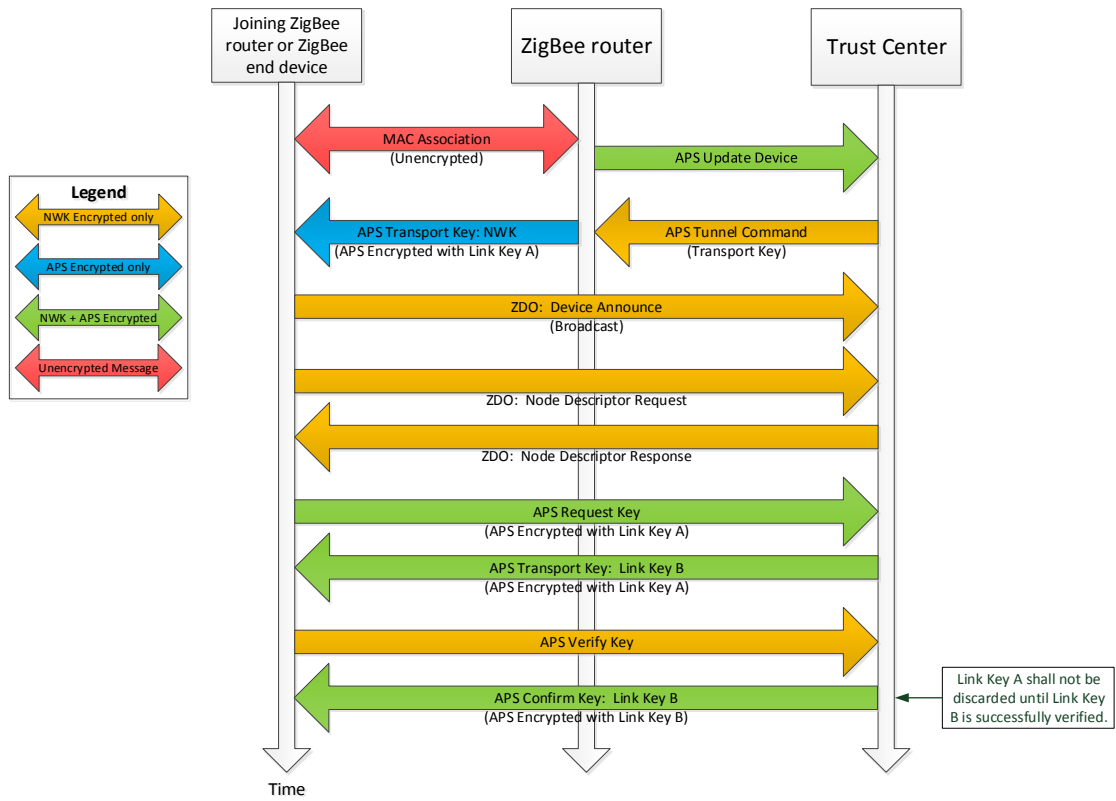 Joining ZigBee
router or ZigBee
end device
ZigBee router
Trust Center
MAC Association
(Unencrypted)
APS Update Device
Legend
NWK Encrypted only
APS Encrypted only
NWK + APS Encrypted
Unencrypted Message
APS Transport Key: NWK
(APS Encrypted with Link Key A)
APS Tunnel Command
(Transport Key)
ZDO:  Device Announce
(Broadcast)
ZDO:  Node Descriptor Request
ZDO:  Node Descriptor Response
APS Request Key
(APS Encrypted with Link Key A)
APS Transport Key:  Link Key B
(APS Encrypted with Link Key A)
APS Verify Key
APS Confirm Key:  Link Key B
(APS Encrypted with Link Key B)
Link Key A shall not be
discarded until Link Key
B is successfully verified.
Time